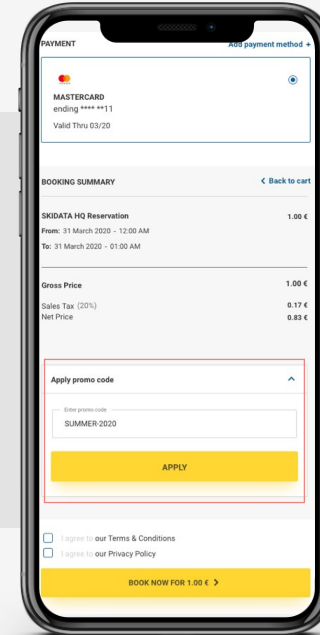 PAYMENT Add payment method +
MASTERCARD
ending **** **11
Valid Thru 03/20
BOOKING SUMMARY < Back to cart
SKIDATA HQ Reservation 1.00 €
From: 31 March 2020 - 12:00 AM
To: 31 March 2020 - 01:00 AM
Gross Price 1.00 €
Sales Tax (20%) 0.17 €
Net Price 0.83 €
Apply promo code
Enter promo code
SUMMER-2020
APPLY
I agree to our Terms & Conditions
I agree to our Privacy Policy
BOOK NOW FOR 1.00 € >